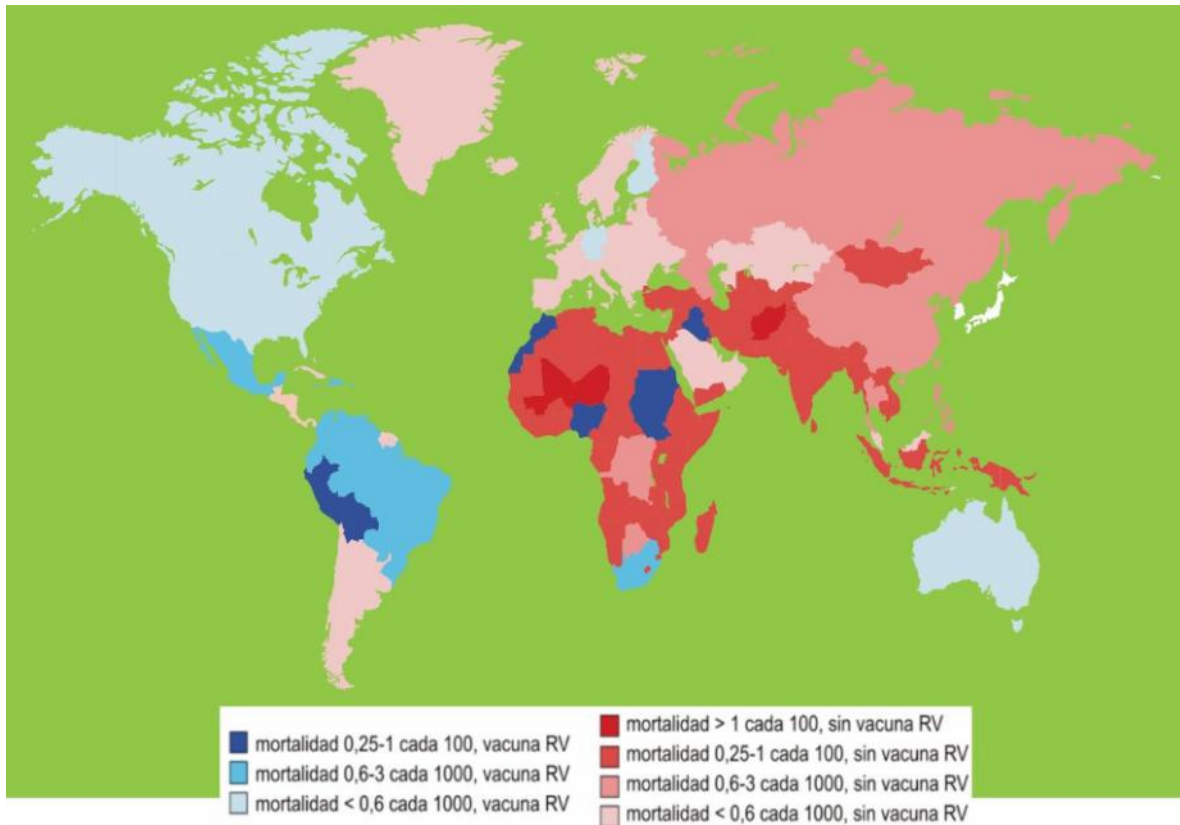 mortalidad 0,25-1 cada 100, vacuna RV
mortalidad 0,6-3 cada 1000, vacuna RV
mortalidad < 0,6 cada 1000, vacuna RV
mortalidad > 1 cada 100, sin vacuna RV
mortalidad 0,25-1 cada 100, sin vacuna RV
mortalidad 0,6-3 cada 1000, sin vacuna RV
mortalidad < 0,6 cada 1000, sin vacuna RV